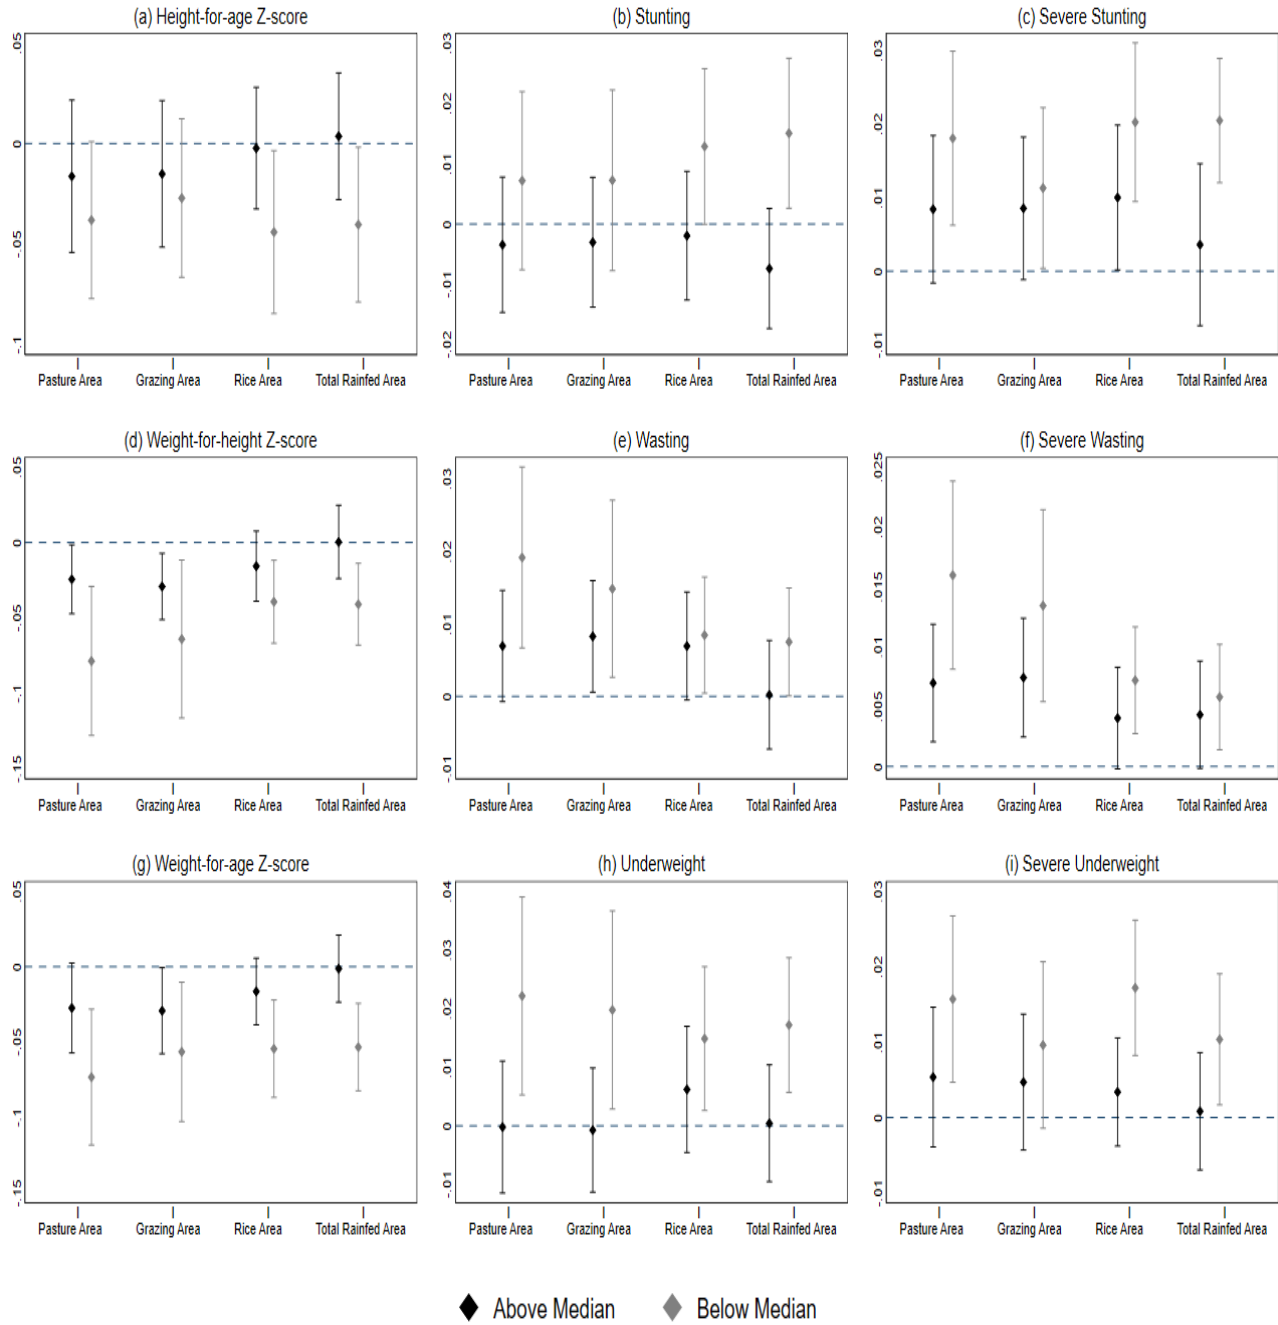 (a) Height-for-age Z-score
(b) Stunting
(c) Severe Stunting
.05
0
-.05
-.1
.03
.02
.01
0
-.01
-.02
.03
.02
.01
0
-.01
Pasture Area Grazing Area Rice Area Total Rainfed Area
Pasture Area Grazing Area Rice Area Total Rainfed Area
Pasture Area Grazing Area Rice Area Total Rainfed Area
(d) Weight-for-height Z-score
(e) Wasting
(f) Severe Wasting
.05
0
-.05
-.1
-.15
.03
.02
.01
0
-.01
.025
.02
.015
.01
.005
0
Pasture Area Grazing Area Rice Area Total Rainfed Area
Pasture Area Grazing Area Rice Area Total Rainfed Area
Pasture Area Grazing Area Rice Area Total Rainfed Area
(g) Weight-for-age Z-score
(h) Underweight
(i) Severe Underweight
.05
0
-.05
-.1
-.15
.04
.03
.02
.01
0
-.01
.03
.02
.01
0
-.01
Pasture Area Grazing Area Rice Area Total Rainfed Area
Pasture Area Grazing Area Rice Area Total Rainfed Area
Pasture Area Grazing Area Rice Area Total Rainfed Area
Above Median Below Median